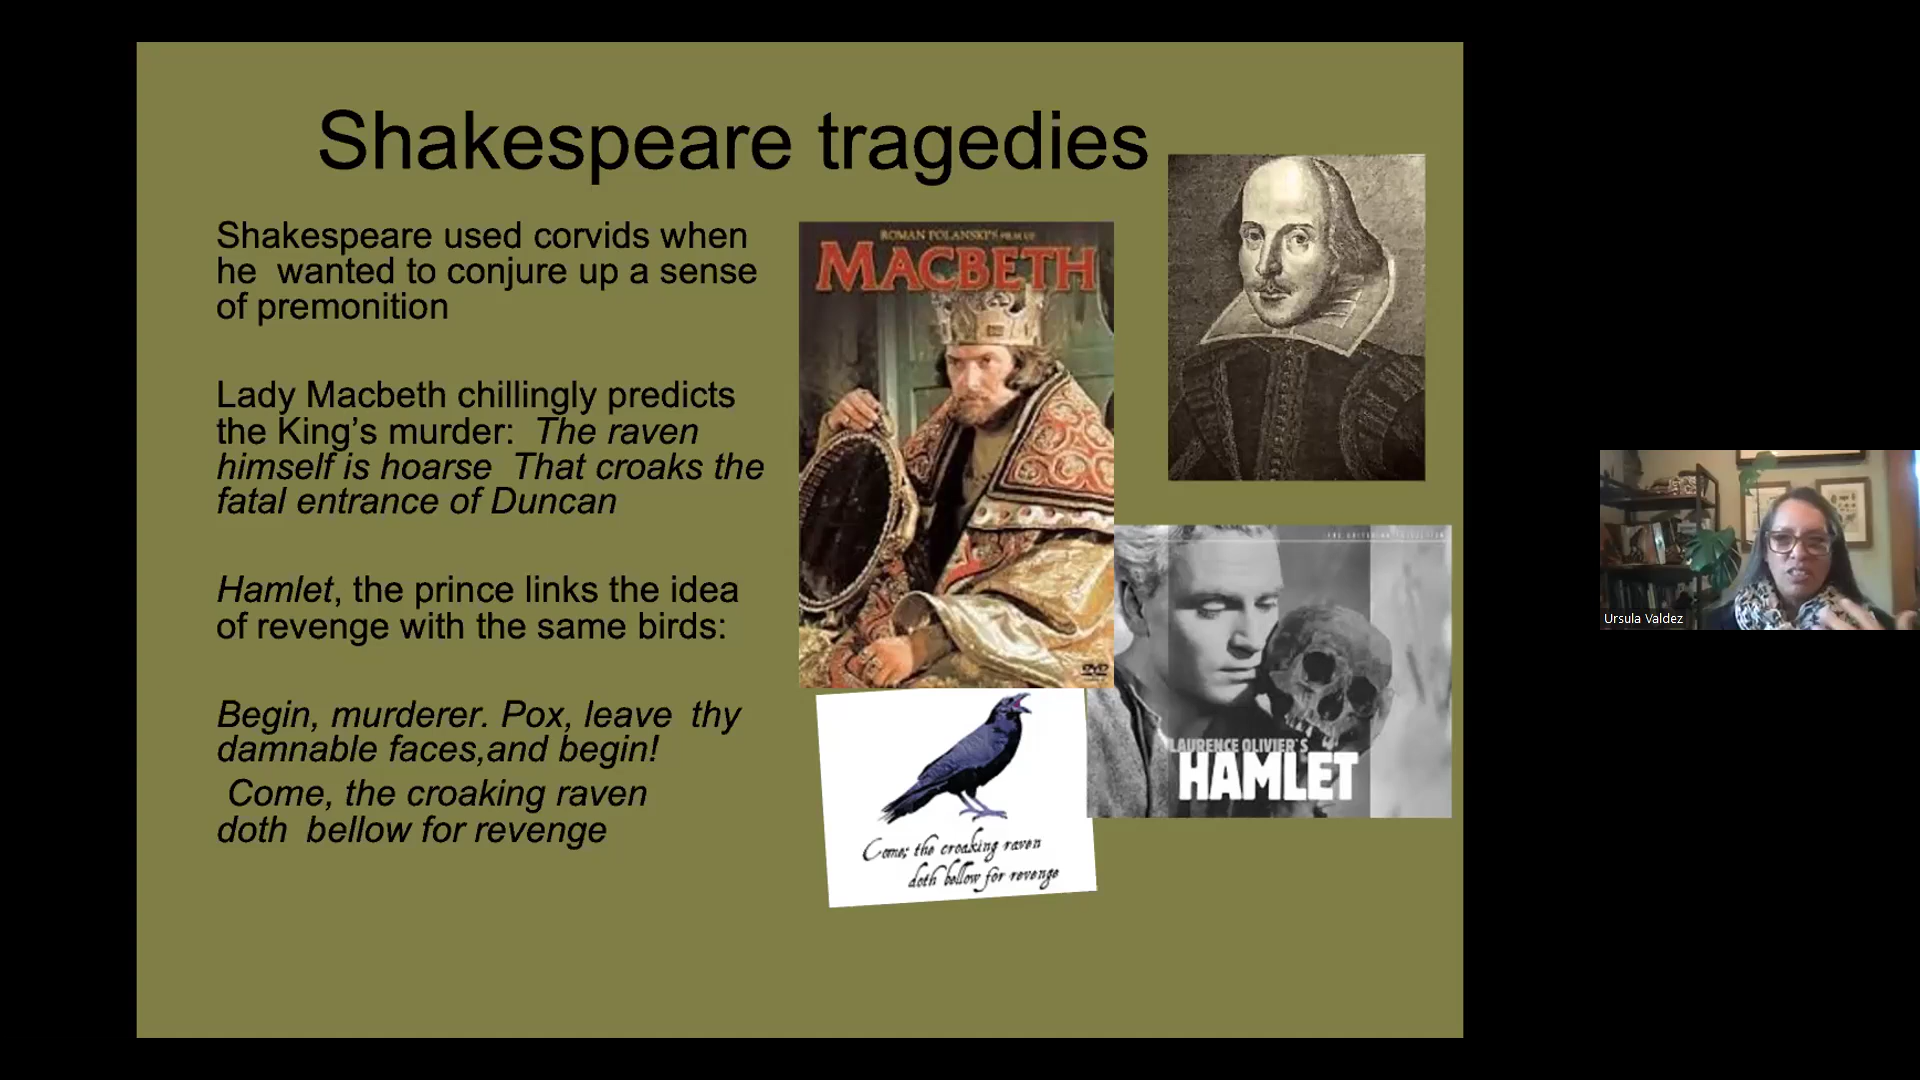 Shakespeare tragedies
Shakespeare used corvids when
he wanted to conjure up a sense
of premonition
Lady Macbeth chillingly predicts
the King’s murder: The raven
himself is hoarse That croaks the
fatal entrance of Duncan
Hamlet, the prince links the idea
of revenge with the same birds:
Begin, murderer. Pox, leave thy
damnable faces,and begin!
Come, the croaking raven
doth bellow for revenge
ROMAN POLANSKI'S FILM OF
MACBETH
DVD
THE CRITERION COLLECTION
LAURENCE OLIVIER'S
HAMLET
Come; the croaking raven
doth bellow for revenge
Ursula Valdez